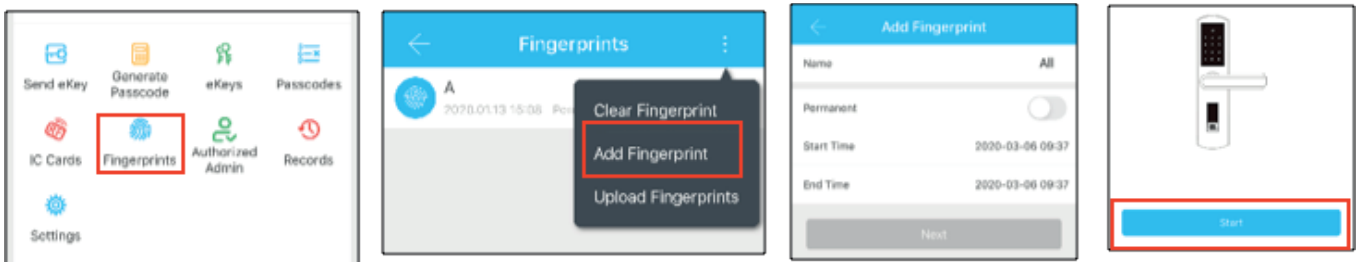 Send eKey
Generate
Passcode
eKeys
Passcodes
IC Cards
Fingerprints
Authorized
Admin
Records
Settings
Fingerprints
A
2020.01.13 15:08
Clear Fingerprint
Add Fingerprint
Upload Fingerprints
Add Fingerprint
Name All
Permanent
Start Time 2020-03-06 09:37
End Time 2020-03-06 09:37
Next
Start